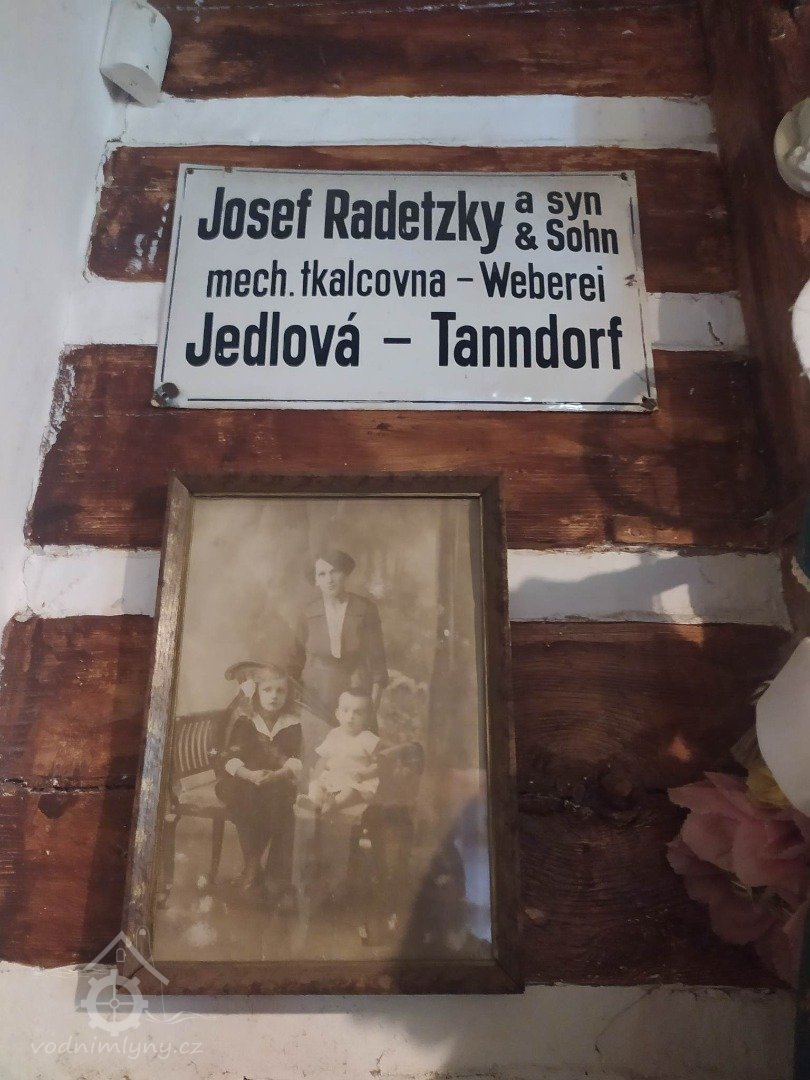 Josef Radetzky a syn & Sohn
mech. tkalcovna – Weberei
Jedlová – Tanndorf
vodnimlyny.cz